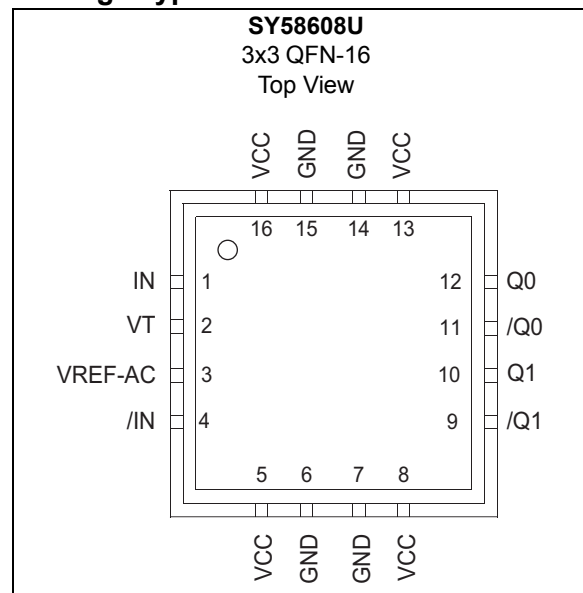 SY58608U
3x3 QFN-16
Top View
VCC GND GND VCC
16 15 14 13
IN 1 12 Q0
VT 2 11 /Q0
VREF-AC 3 10 Q1
/IN 4 9 /Q1
5 6 7 8
VCC GND GND VCC